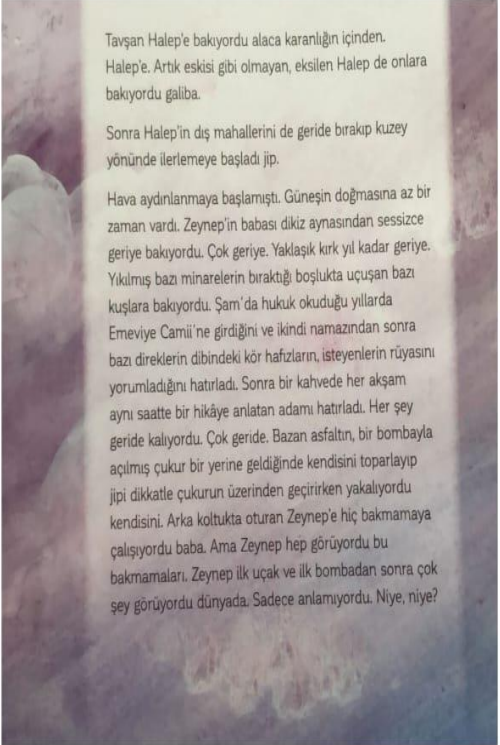 Tavşan Halep'e bakıyordu alaca karanlığın içinden.
Halep'e. Artık eskisi gibi olmayan, eksilen Halep de onlara
bakıyordu galiba.
Sonra Halep'in dış mahallerini de geride bırakıp kuzey
yönünde ilerlemeye başladı jip.
Hava aydınlanmaya başlamıştı. Güneşin doğmasına az bir
zaman vardı. Zeynep'in babası dikiz aynasından sessizce
geriye bakıyordu. Çok geriye. Yaklaşık kırk yıl kadar geriye.
Yıkılmış bazı minarelerin bıraktığı boşlukta uçuşan bazı
kuşlara bakıyordu. Şam'da hukuk okuduğu yıllarda
Emeviye Camii'ne girdiğini ve ikindi namazından sonra
bazı direklerin dibindeki kör hafızların, isteyenlerin rüyasını
yorumladığını hatırladı. Sonra bir kahvede her akşam
aynı saatte bir hikâye anlatan adamı hatırladı. Her şey
geride kalıyordu. Çok geride. Bazan asfaltın, bir bombayla
açılmış çukur bir yerine geldiğinde kendisini toparlayıp
jipi dikkatle çukurun üzerinden geçirirken yakalıyordu
kendisini. Arka koltukta oturan Zeynep'e hiç bakmamaya
çalışıyordu baba. Ama Zeynep hep görüyordu bu
bakmamaları. Zeynep ilk uçak ve ilk bombadan sonra çok
şey görüyordu dünyada. Sadece anlamıyordu. Niye, niye?